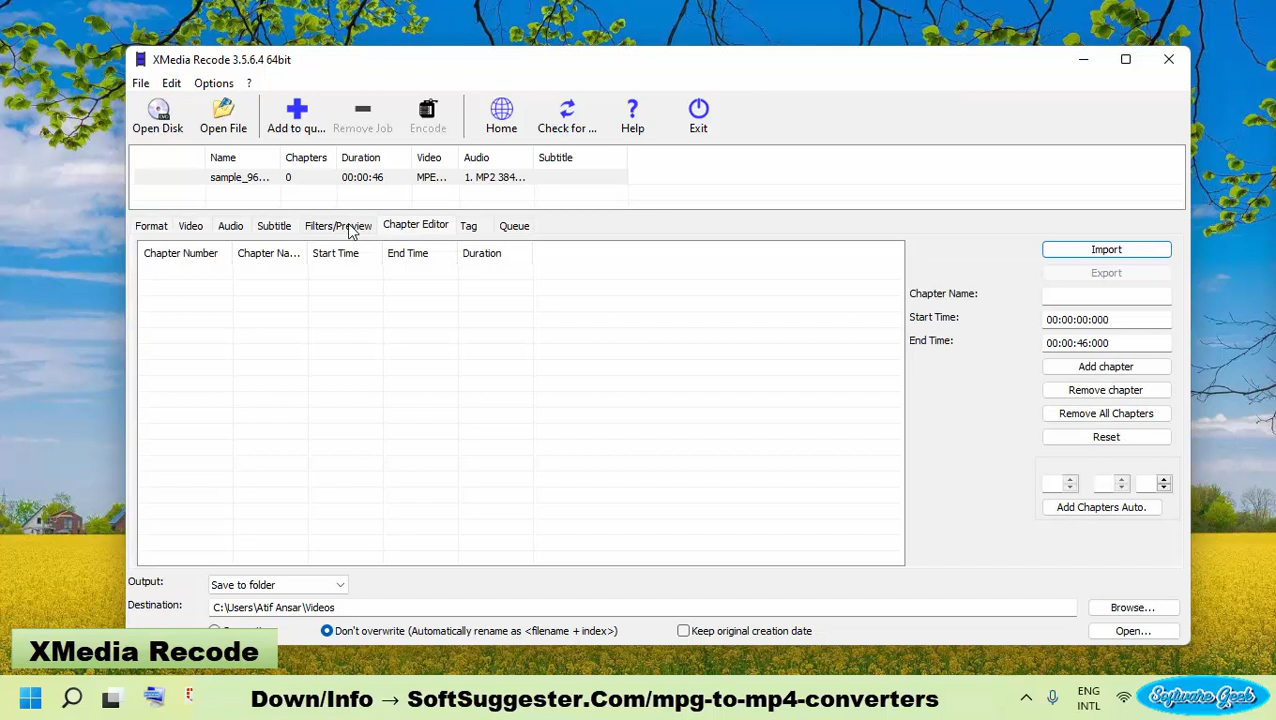 XMedia Recode 3.5.6.4 64bit
File Edit Options ?
Open Disk Open File Add to qu... Remove Job Encode Home Check for ... Help Exit
Name Chapters Duration Video Audio Subtitle
sample_96... 0 00:00:46 MPE... 1. MP2 384...
Format Video Audio Subtitle Filters/Preview Chapter Editor Tag Queue
Chapter Number Chapter Na... Start Time End Time Duration
Import
Export
Chapter Name:
Start Time: 00:00:00:000
End Time: 00:00:46:000
Add chapter
Remove chapter
Remove All Chapters
Reset
Add Chapters Auto.
Output: Save to folder
Destination: C:\Users\Atif Ansar\Videos Browse...
Don't overwrite (Automatically rename as <filename + index>) Keep original creation date Open...
XMedia Recode
Down/Info → SoftSuggester.Com/mpg-to-mp4-converters
ENG
INTL
Software Geek